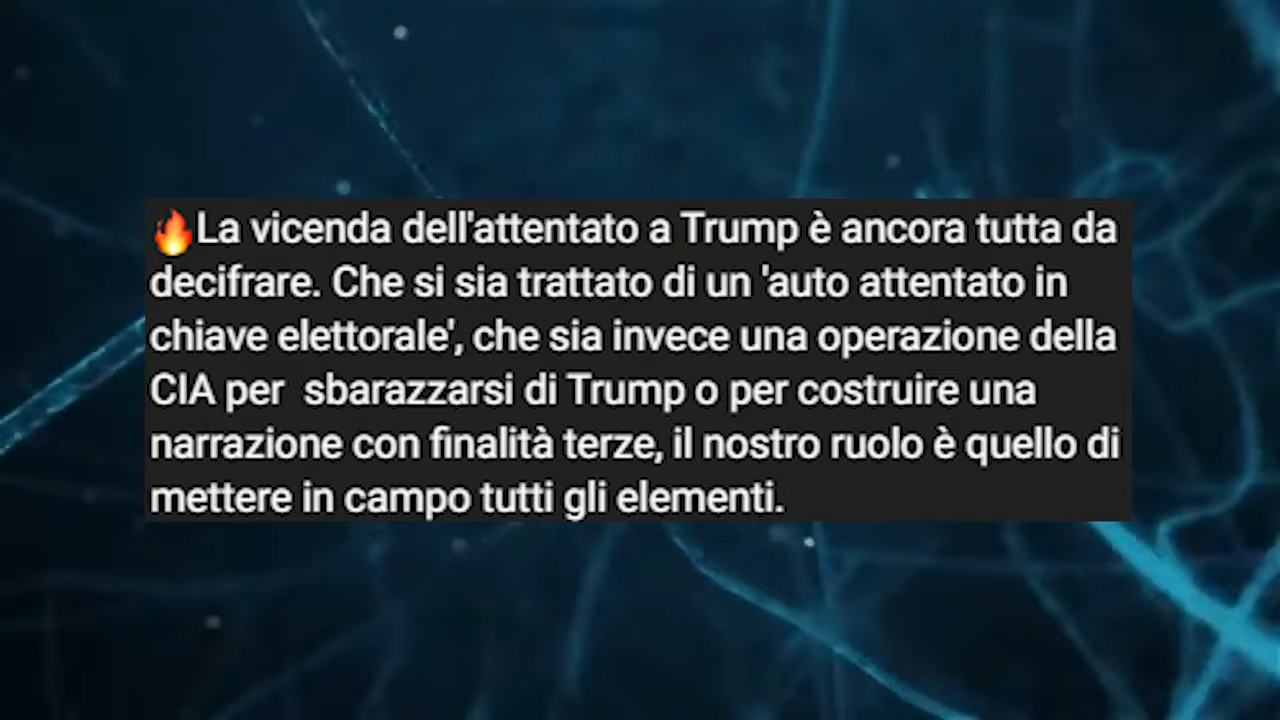 🔥La vicenda dell'attentato a Trump è ancora tutta da
decifrare. Che si sia trattato di un 'auto attentato in
chiave elettorale', che sia invece una operazione della
CIA per  sbarazzarsi di Trump o per costruire una
narrazione con finalità terze, il nostro ruolo è quello di
mettere in campo tutti gli elementi.